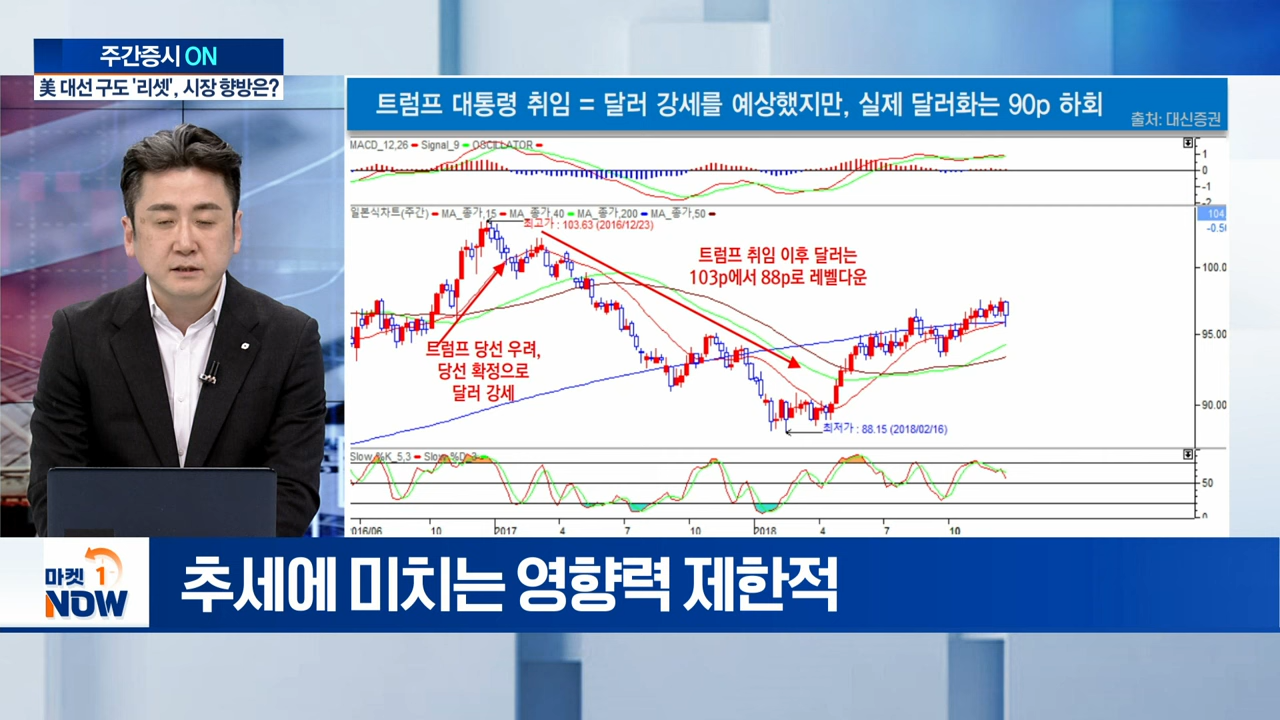 주간증시 ON
美 대선 구도 '리셋', 시장 향방은?
트럼프 대통령 취임 = 달러 강세를 예상했지만, 실제 달러화는 90p 하회
출처: 대신증권
MACD_12,26 Signal_9 OSCILLATOR
1
0
-1
-2
일본식차트(주간) MA_종가,15 MA_종가,40 MA_종가,200 MA_종가,50
104.
-0.50
최고가 : 103.63 (2016/12/23)
트럼프 취임 이후 달러는
103p에서 88p로 레벨다운
100.0
95.00
트럼프 당선 우려,
당선 확정으로
달러 강세
90.00
최저가 : 88.15 (2018/02/16)
Slow_%K_5,3 Slow_%D_3
50
0
2016/06 10 2017 4 7 10 2018 4 7 10
마켓 1
NOW
추세에 미치는 영향력 제한적